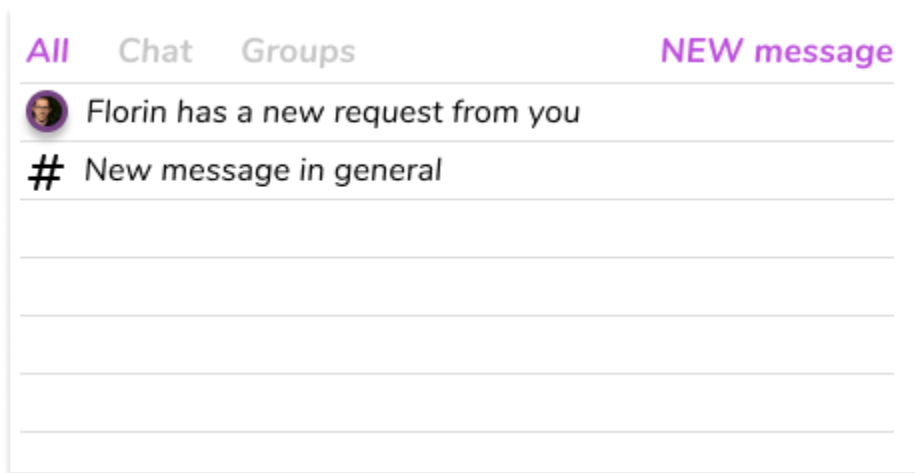 All Chat Groups NEW message
Florin has a new request from you
# New message in general